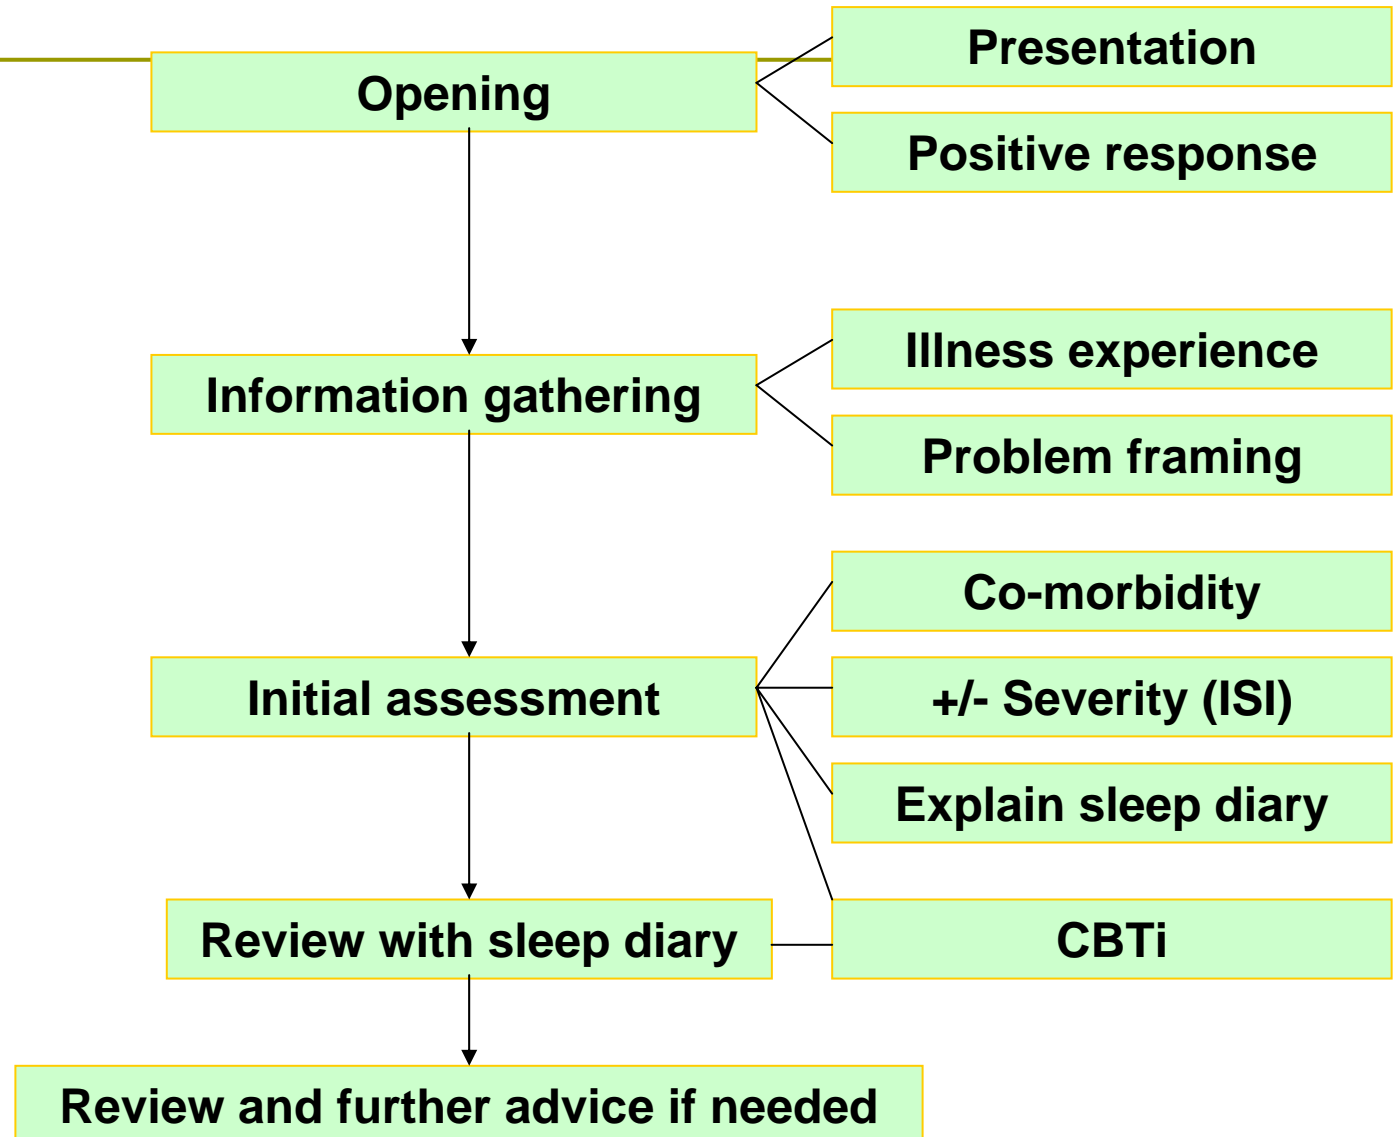 Opening
Presentation
Positive response
Information gathering
Illness experience
Problem framing
Initial assessment
Co-morbidity
+/- Severity (ISI)
Explain sleep diary
Review with sleep diary
CBTi
Review and further advice if needed